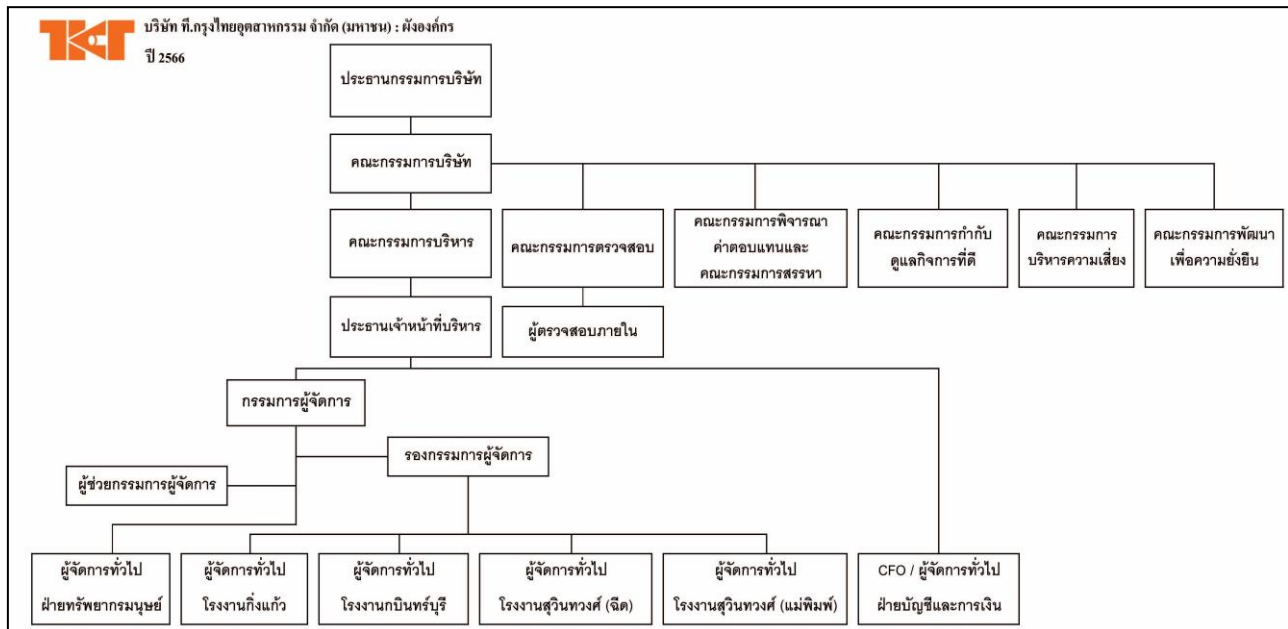 TKT
บริษัท ที.กรุงไทยอุตสาหกรรม จำกัด (มหาชน) : ผังองค์กร
ปี 2566
ประธานกรรมการบริษัท
คณะกรรมการบริษัท
คณะกรรมการบริหาร
คณะกรรมการตรวจสอบ
คณะกรรมการพิจารณา
ค่าตอบแทนและ
คณะกรรมการสรรหา
คณะกรรมการกำกับ
ดูแลกิจการที่ดี
คณะกรรมการ
บริหารความเสี่ยง
คณะกรรมการพัฒนา
เพื่อความยั่งยืน
ประธานเจ้าหน้าที่บริหาร
ผู้ตรวจสอบภายใน
กรรมการผู้จัดการ
รองกรรมการผู้จัดการ
ผู้ช่วยกรรมการผู้จัดการ
ผู้จัดการทั่วไป
ฝ่ายทรัพยากรมนุษย์
ผู้จัดการทั่วไป
โรงงานกิ่งแก้ว
ผู้จัดการทั่วไป
โรงงานกบินทร์บุรี
ผู้จัดการทั่วไป
โรงงานสุวินทวงศ์ (ฉีด)
ผู้จัดการทั่วไป
โรงงานสุวินทวงศ์ (แม่พิมพ์)
CFO / ผู้จัดการทั่วไป
ฝ่ายบัญชีและการเงิน